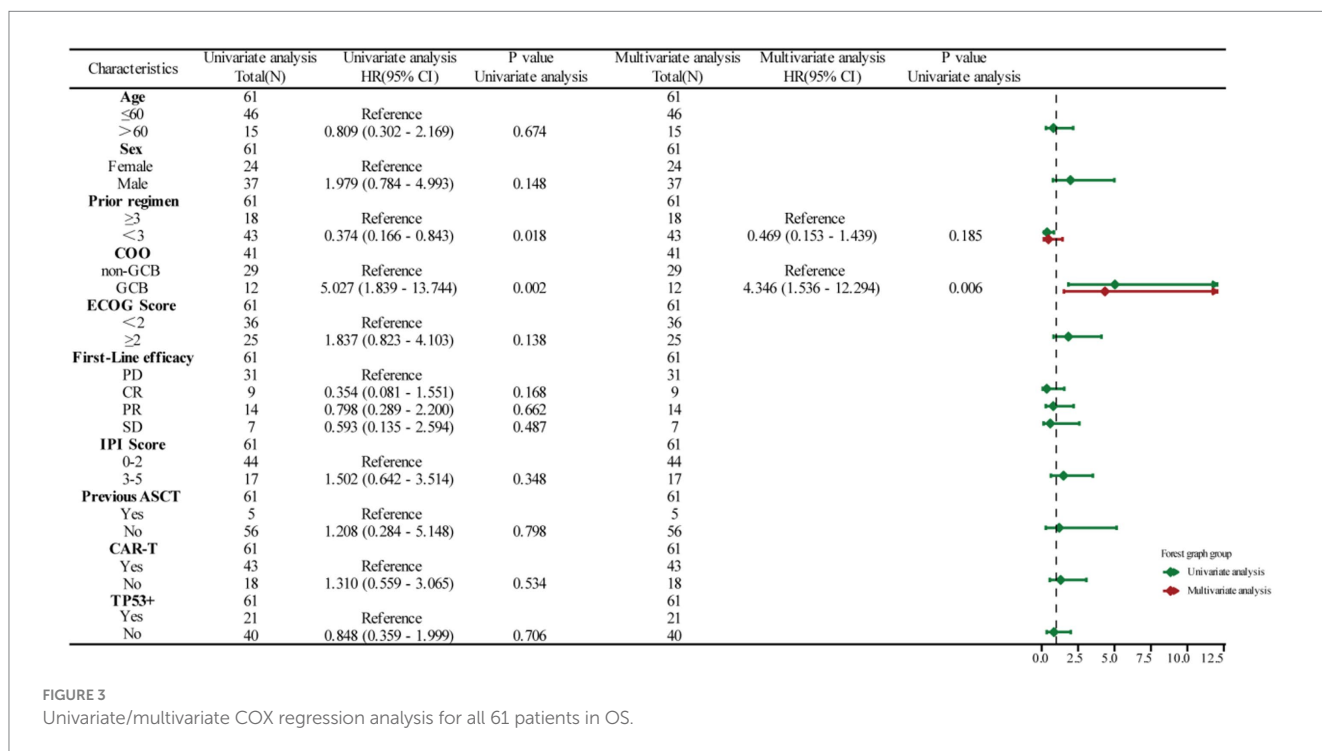 Characteristics Univariate analysis Total(N) Univariate analysis HR(95% CI) P value Univariate analysis Multivariate analysis Total(N) Multivariate analysis HR(95% CI) P value Univariate analysis
Age 61 61
≤60 46 Reference 46
>60 15 0.809 (0.302 - 2.169) 0.674 15
Sex 61 61
Female 24 Reference 24
Male 37 1.979 (0.784 - 4.993) 0.148 37
Prior regimen 61 61
≥3 18 Reference 18 Reference
<3 43 0.374 (0.166 - 0.843) 0.018 43 0.469 (0.153 - 1.439) 0.185
COO 41 41
non-GCB 29 Reference 29 Reference
GCB 12 5.027 (1.839 - 13.744) 0.002 12 4.346 (1.536 - 12.294) 0.006
ECOG Score 61 61
<2 36 Reference 36
≥2 25 1.837 (0.823 - 4.103) 0.138 25
First-Line efficacy 61 61
PD 31 Reference 31
CR 9 0.354 (0.081 - 1.551) 0.168 9
PR 14 0.798 (0.289 - 2.200) 0.662 14
SD 7 0.593 (0.135 - 2.594) 0.487 7
IPI Score 61 61
0-2 44 Reference 44
3-5 17 1.502 (0.642 - 3.514) 0.348 17
Previous ASCT 61 61
Yes 5 Reference 5
No 56 1.208 (0.284 - 5.148) 0.798 56
CAR-T 61 61
Yes 43 Reference 43
No 18 1.310 (0.559 - 3.065) 0.534 18
TP53+ 61 61
Yes 21 Reference 21
No 40 0.848 (0.359 - 1.999) 0.706 40
Forest graph group
Univariate analysis
Multivariate analysis
0.0 2.5 5.0 7.5 10.0 12.5
FIGURE 3
Univariate/multivariate COX regression analysis for all 61 patients in OS.